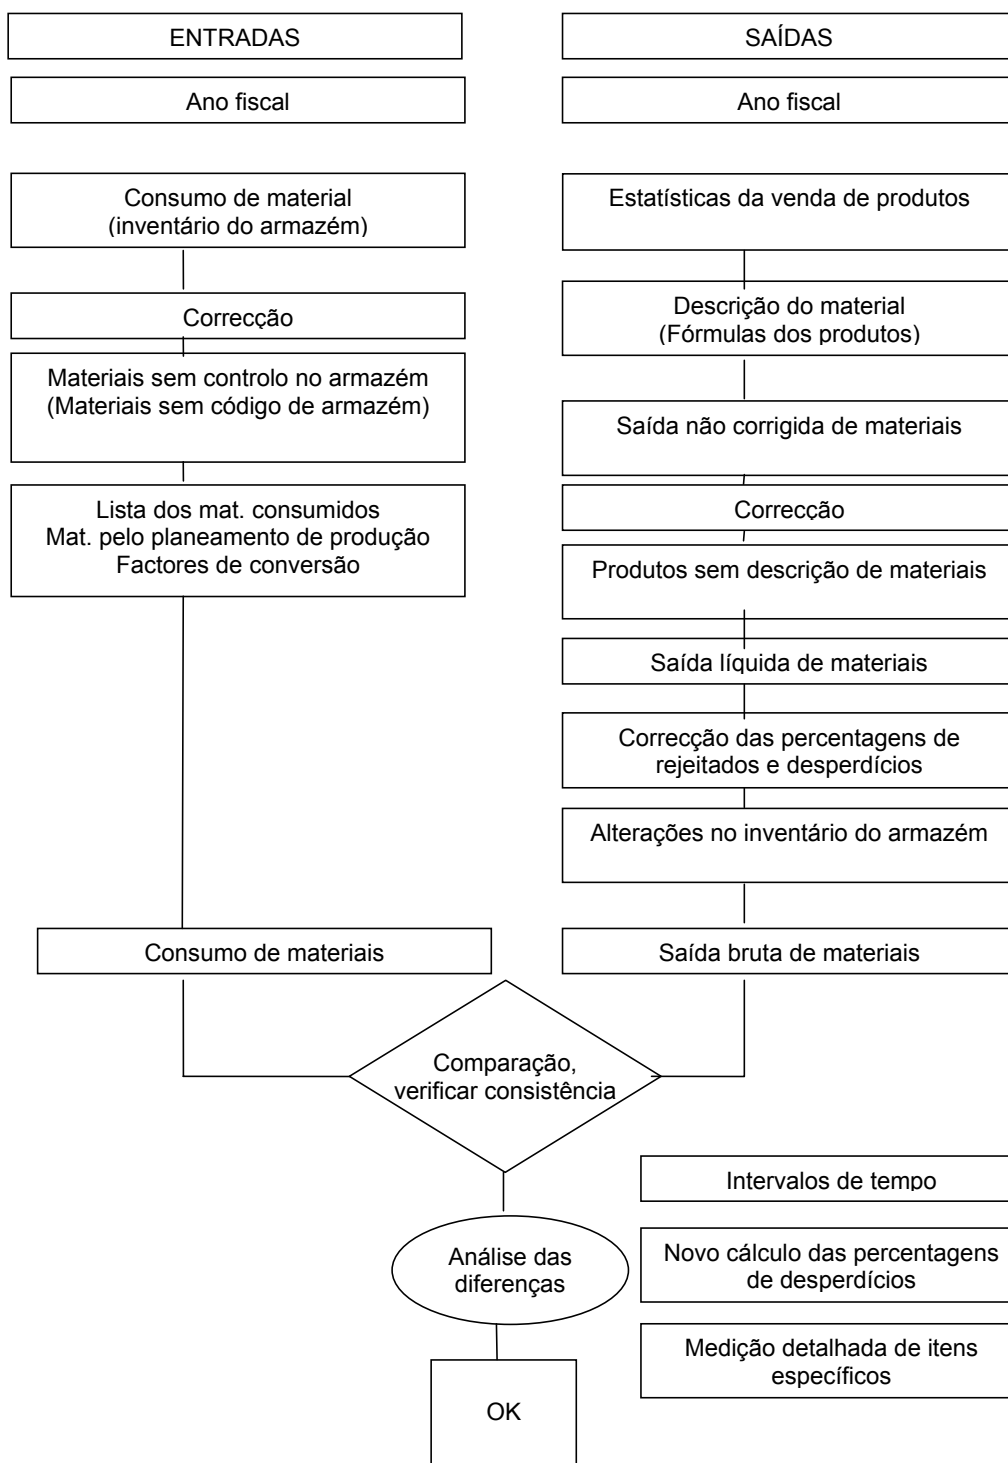 ENTRADAS
Ano fiscal
Consumo de material
(inventário do armazém)
Correcção
Materiais sem controlo no armazém
(Materiais sem código de armazém)
Lista dos mat. consumidos
Mat. pelo planeamento de produção
Factores de conversão
Consumo de materiais
SAÍDAS
Ano fiscal
Estatísticas da venda de produtos
Descrição do material
(Fórmulas dos produtos)
Saída não corrigida de materiais
Correcção
Produtos sem descrição de materiais
Saída líquida de materiais
Correcção das percentagens de
rejeitados e desperdícios
Alterações no inventário do armazém
Saída bruta de materiais
Comparação,
verificar consistência
Análise das
diferenças
OK
Intervalos de tempo
Novo cálculo das percentagens
de desperdícios
Medição detalhada de itens
específicos